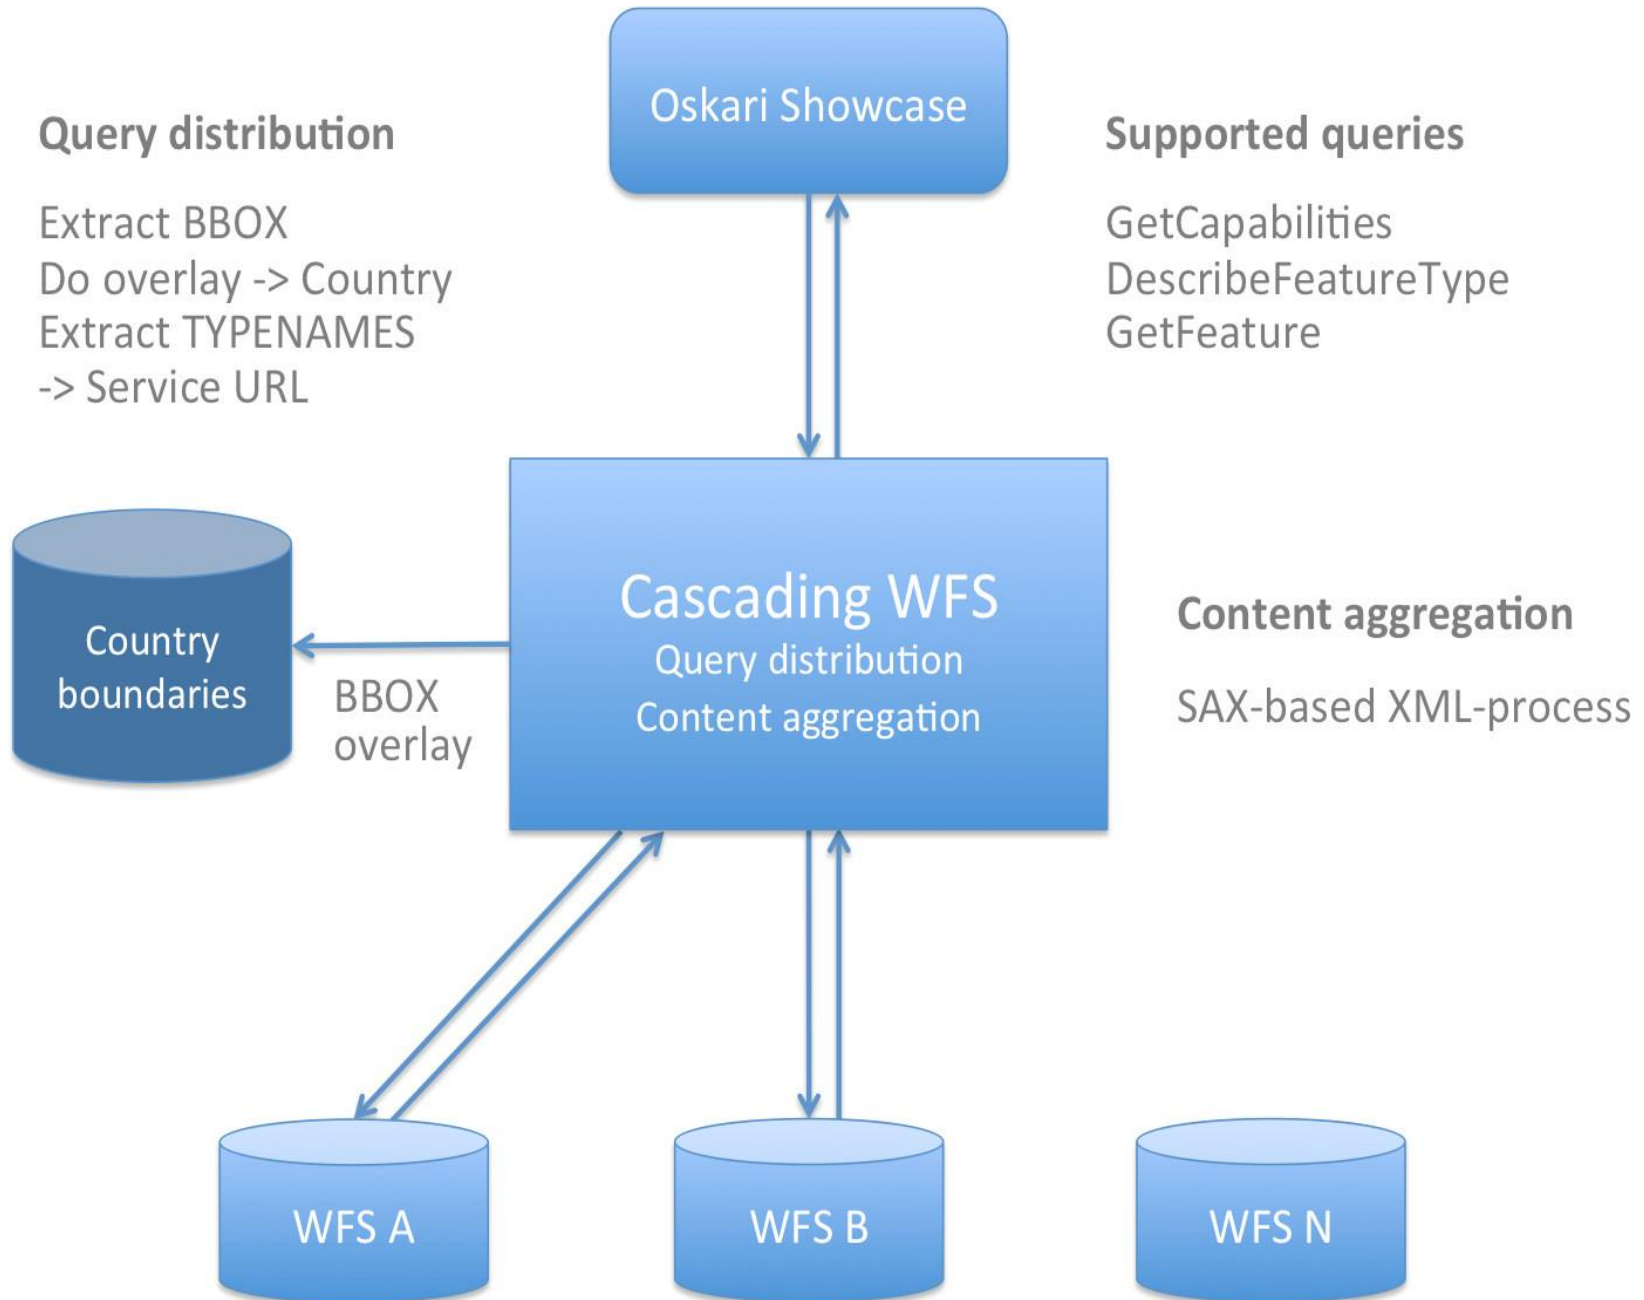 Oskari Showcase
Query distribution
Extract BBOX
Do overlay -> Country
Extract TYPENAMES
-> Service URL
Supported queries
GetCapabilities
DescribeFeatureType
GetFeature
Country
boundaries
BBOX
overlay
Cascading WFS
Query distribution
Content aggregation
Content aggregation
SAX-based XML-process
WFS A
WFS B
WFS N